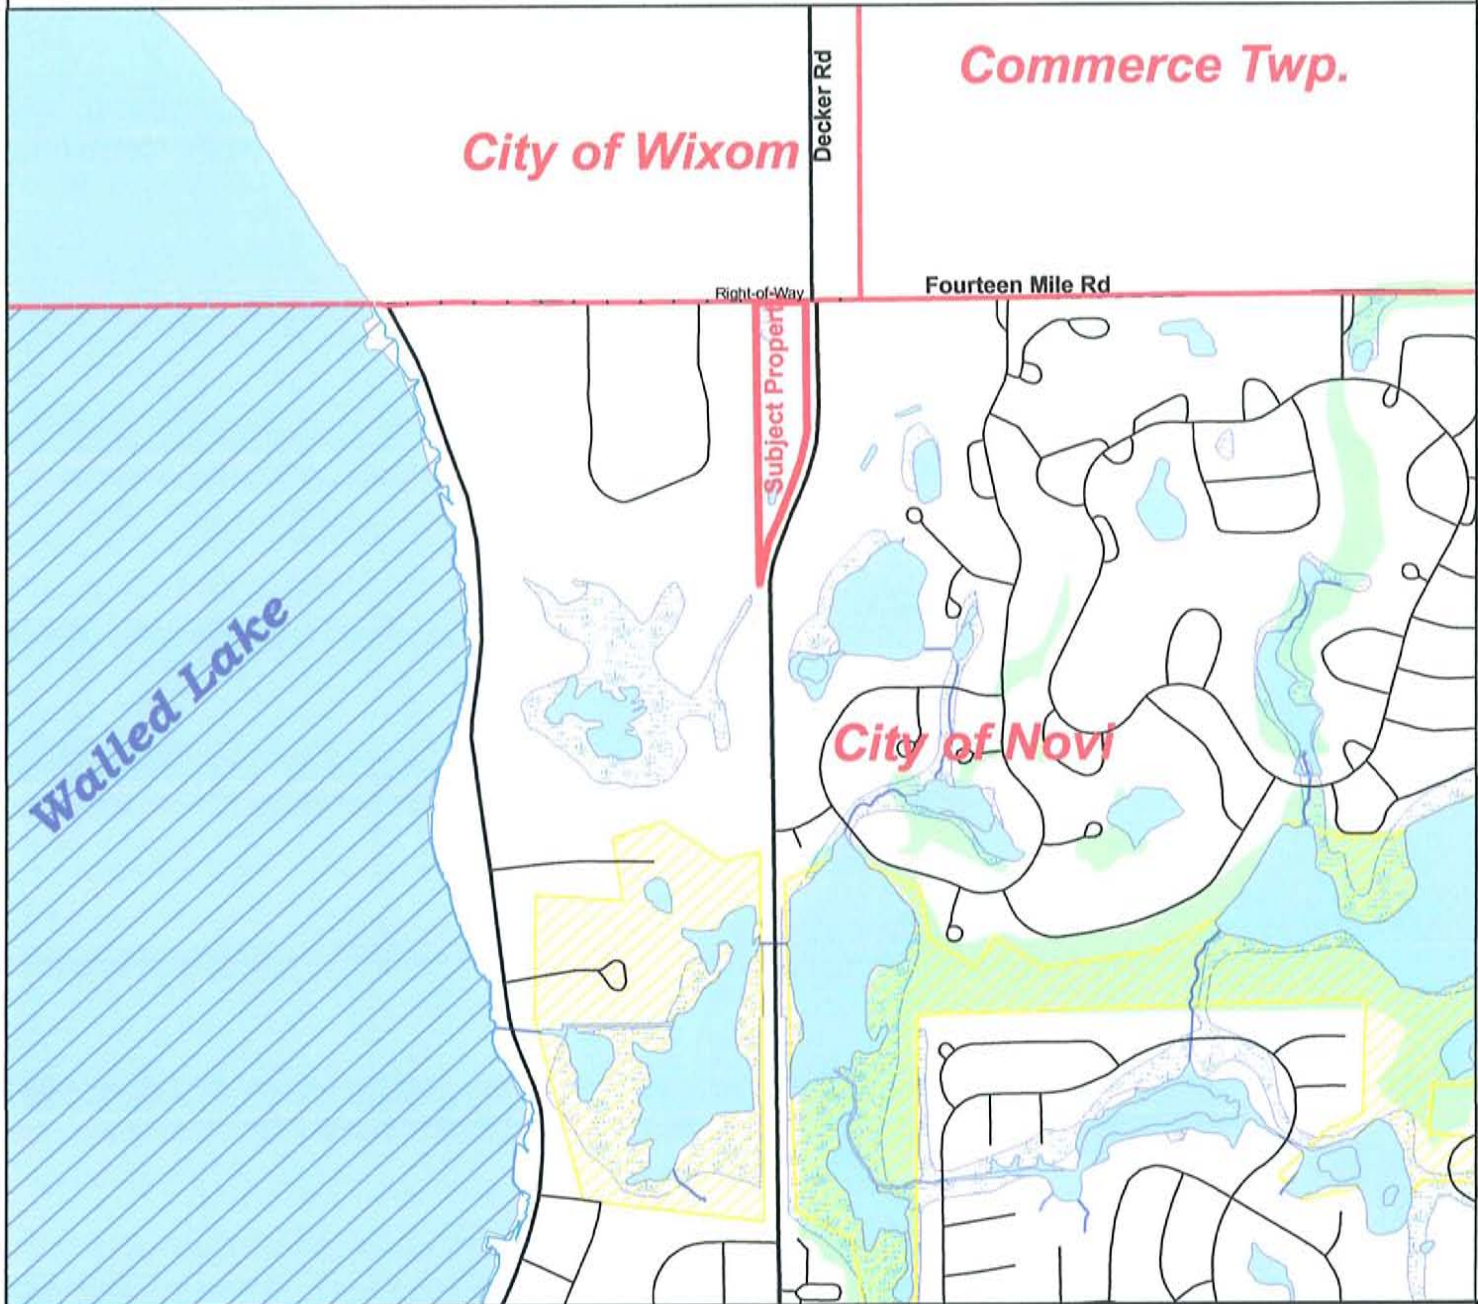 Commerce Twp.
Decker Rd
City of Wixom
Fourteen Mile Rd
Right-of-Way
Subject Propert
Walled Lake
City of Novi